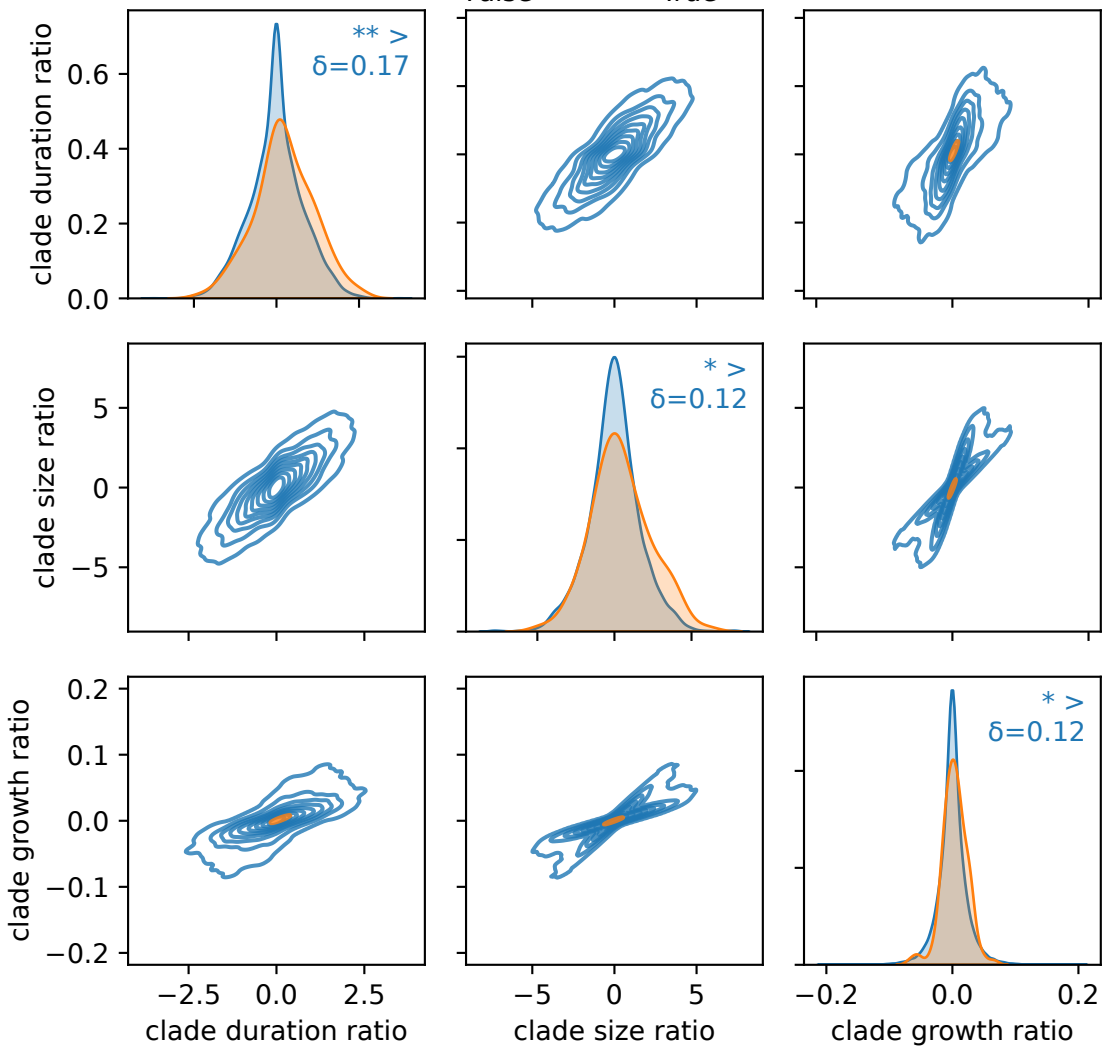 clade duration ratio
0.6
0.4
0.2
0.0
** >
δ=0.17
clade size ratio
5
0
−5
* >
δ=0.12
clade growth ratio
0.2
0.1
0.0
−0.1
−0.2
* >
δ=0.12
−2.5 0.0 2.5
−5 0 5
−0.2 0.0 0.2
clade duration ratio
clade size ratio
clade growth ratio